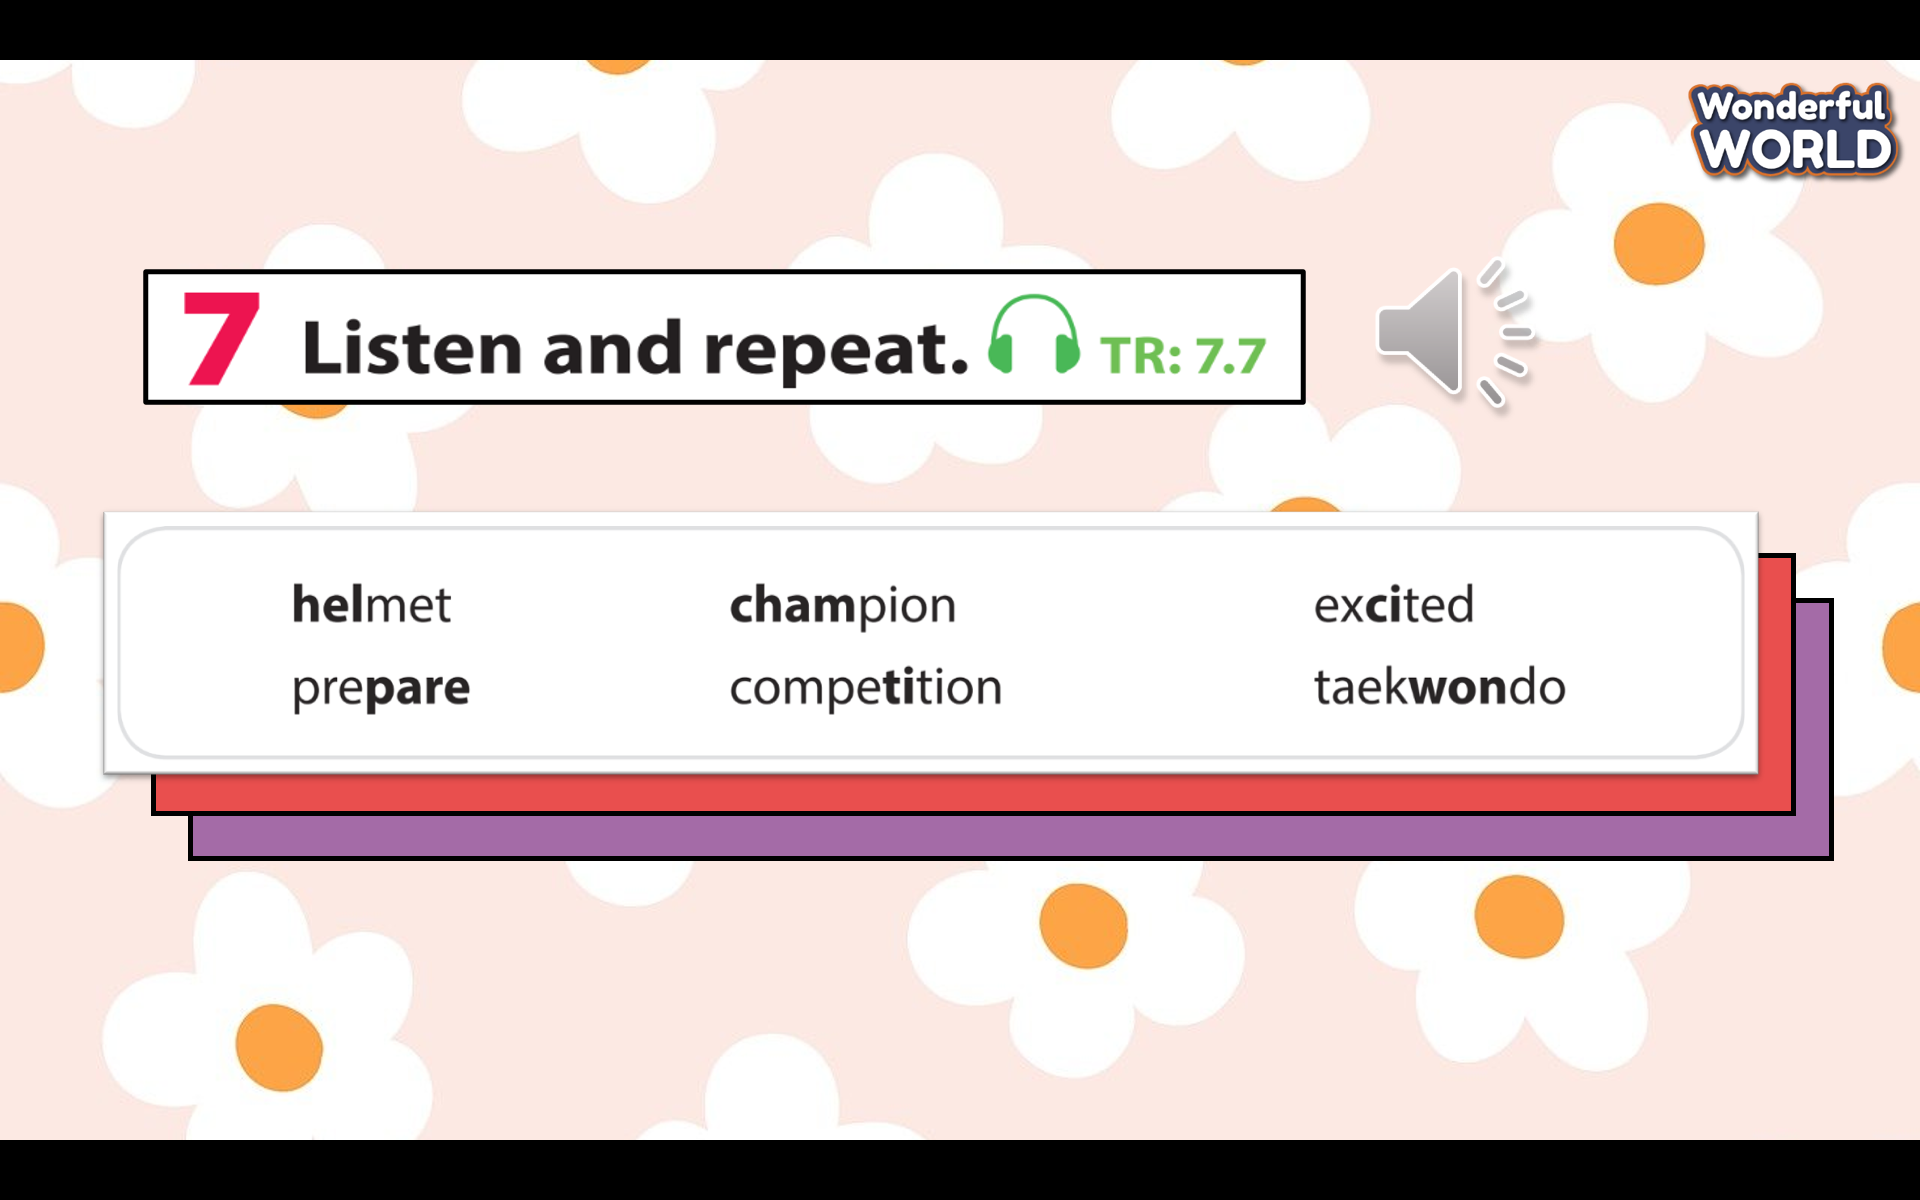 Wonderful
WORLD
7 Listen and repeat. TR: 7.7
helmet champion excited
prepare competition taekwondo